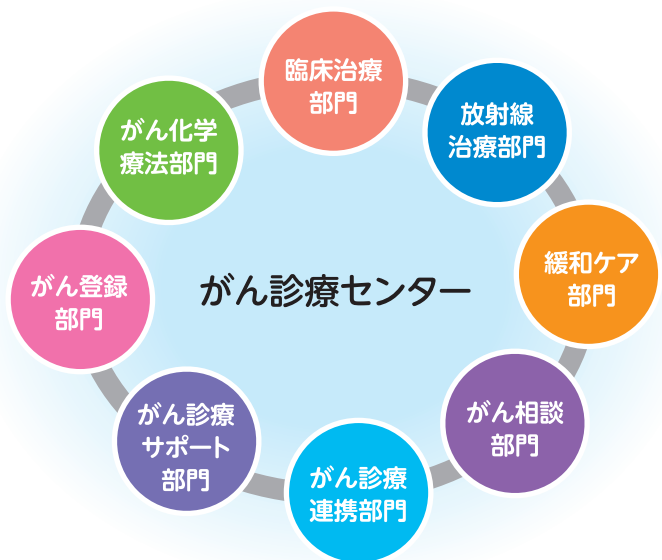 臨床治療
部門
放射線
治療部門
緩和ケア
部門
がん相談
部門
がん診療
連携部門
がん診療
サポート
部門
がん登録
部門
がん化学
療法部門
がん診療センター